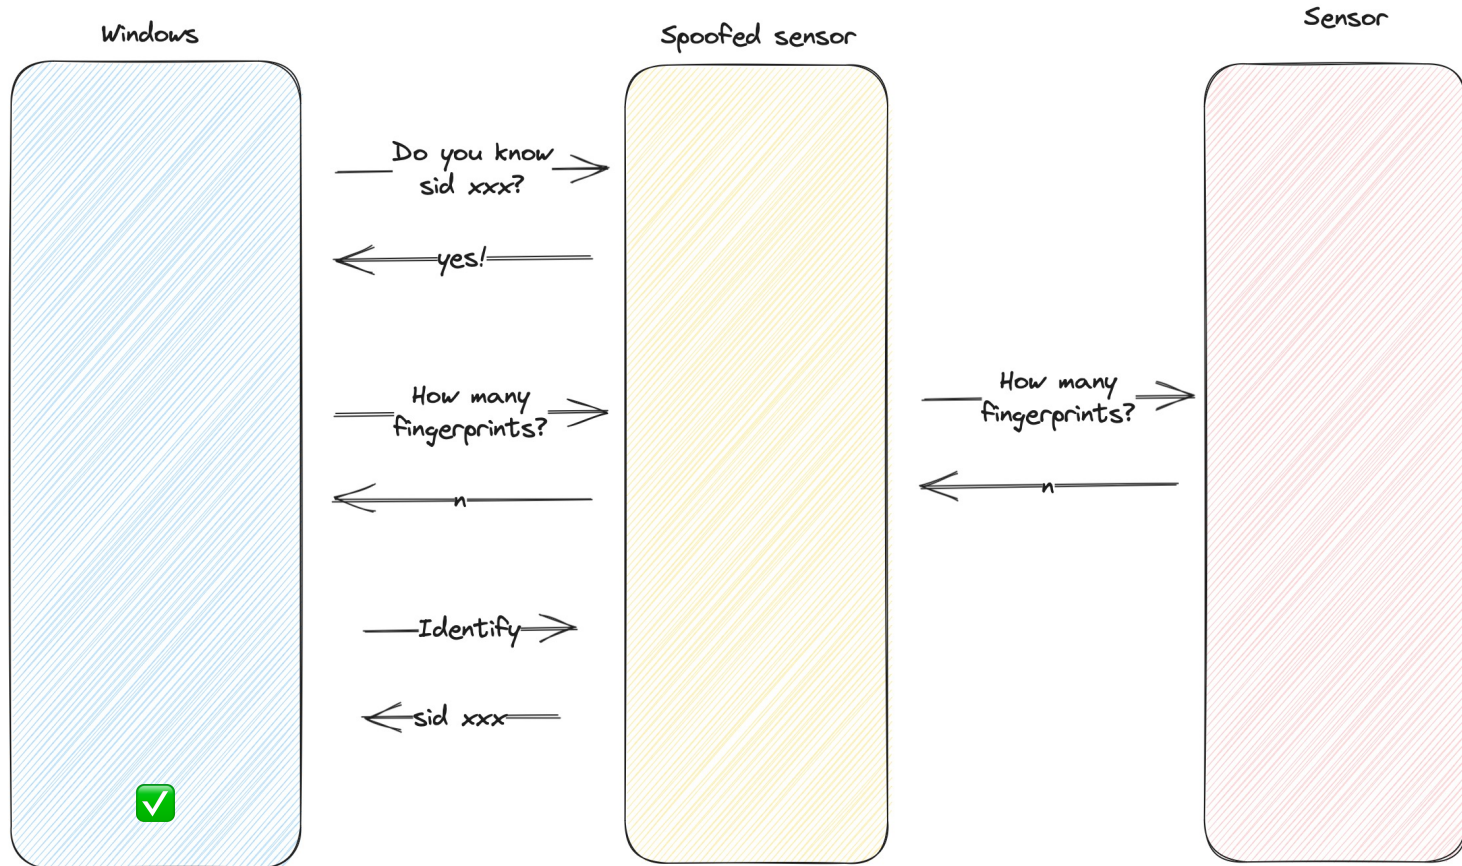 Windows
Spoofed sensor
Sensor
Do you know
sid xxx?
yes!
How many
fingerprints?
How many
fingerprints?
n
n
Identify
sid xxx